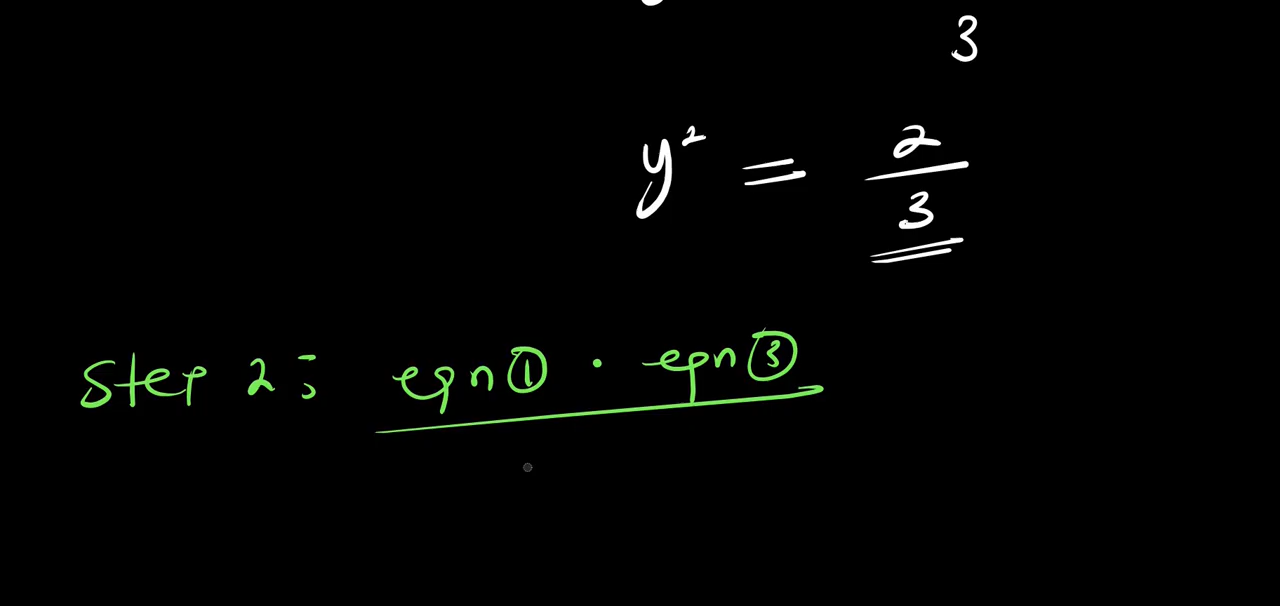 3
y² = 2/3
Step 2: eqn ① · eqn ③